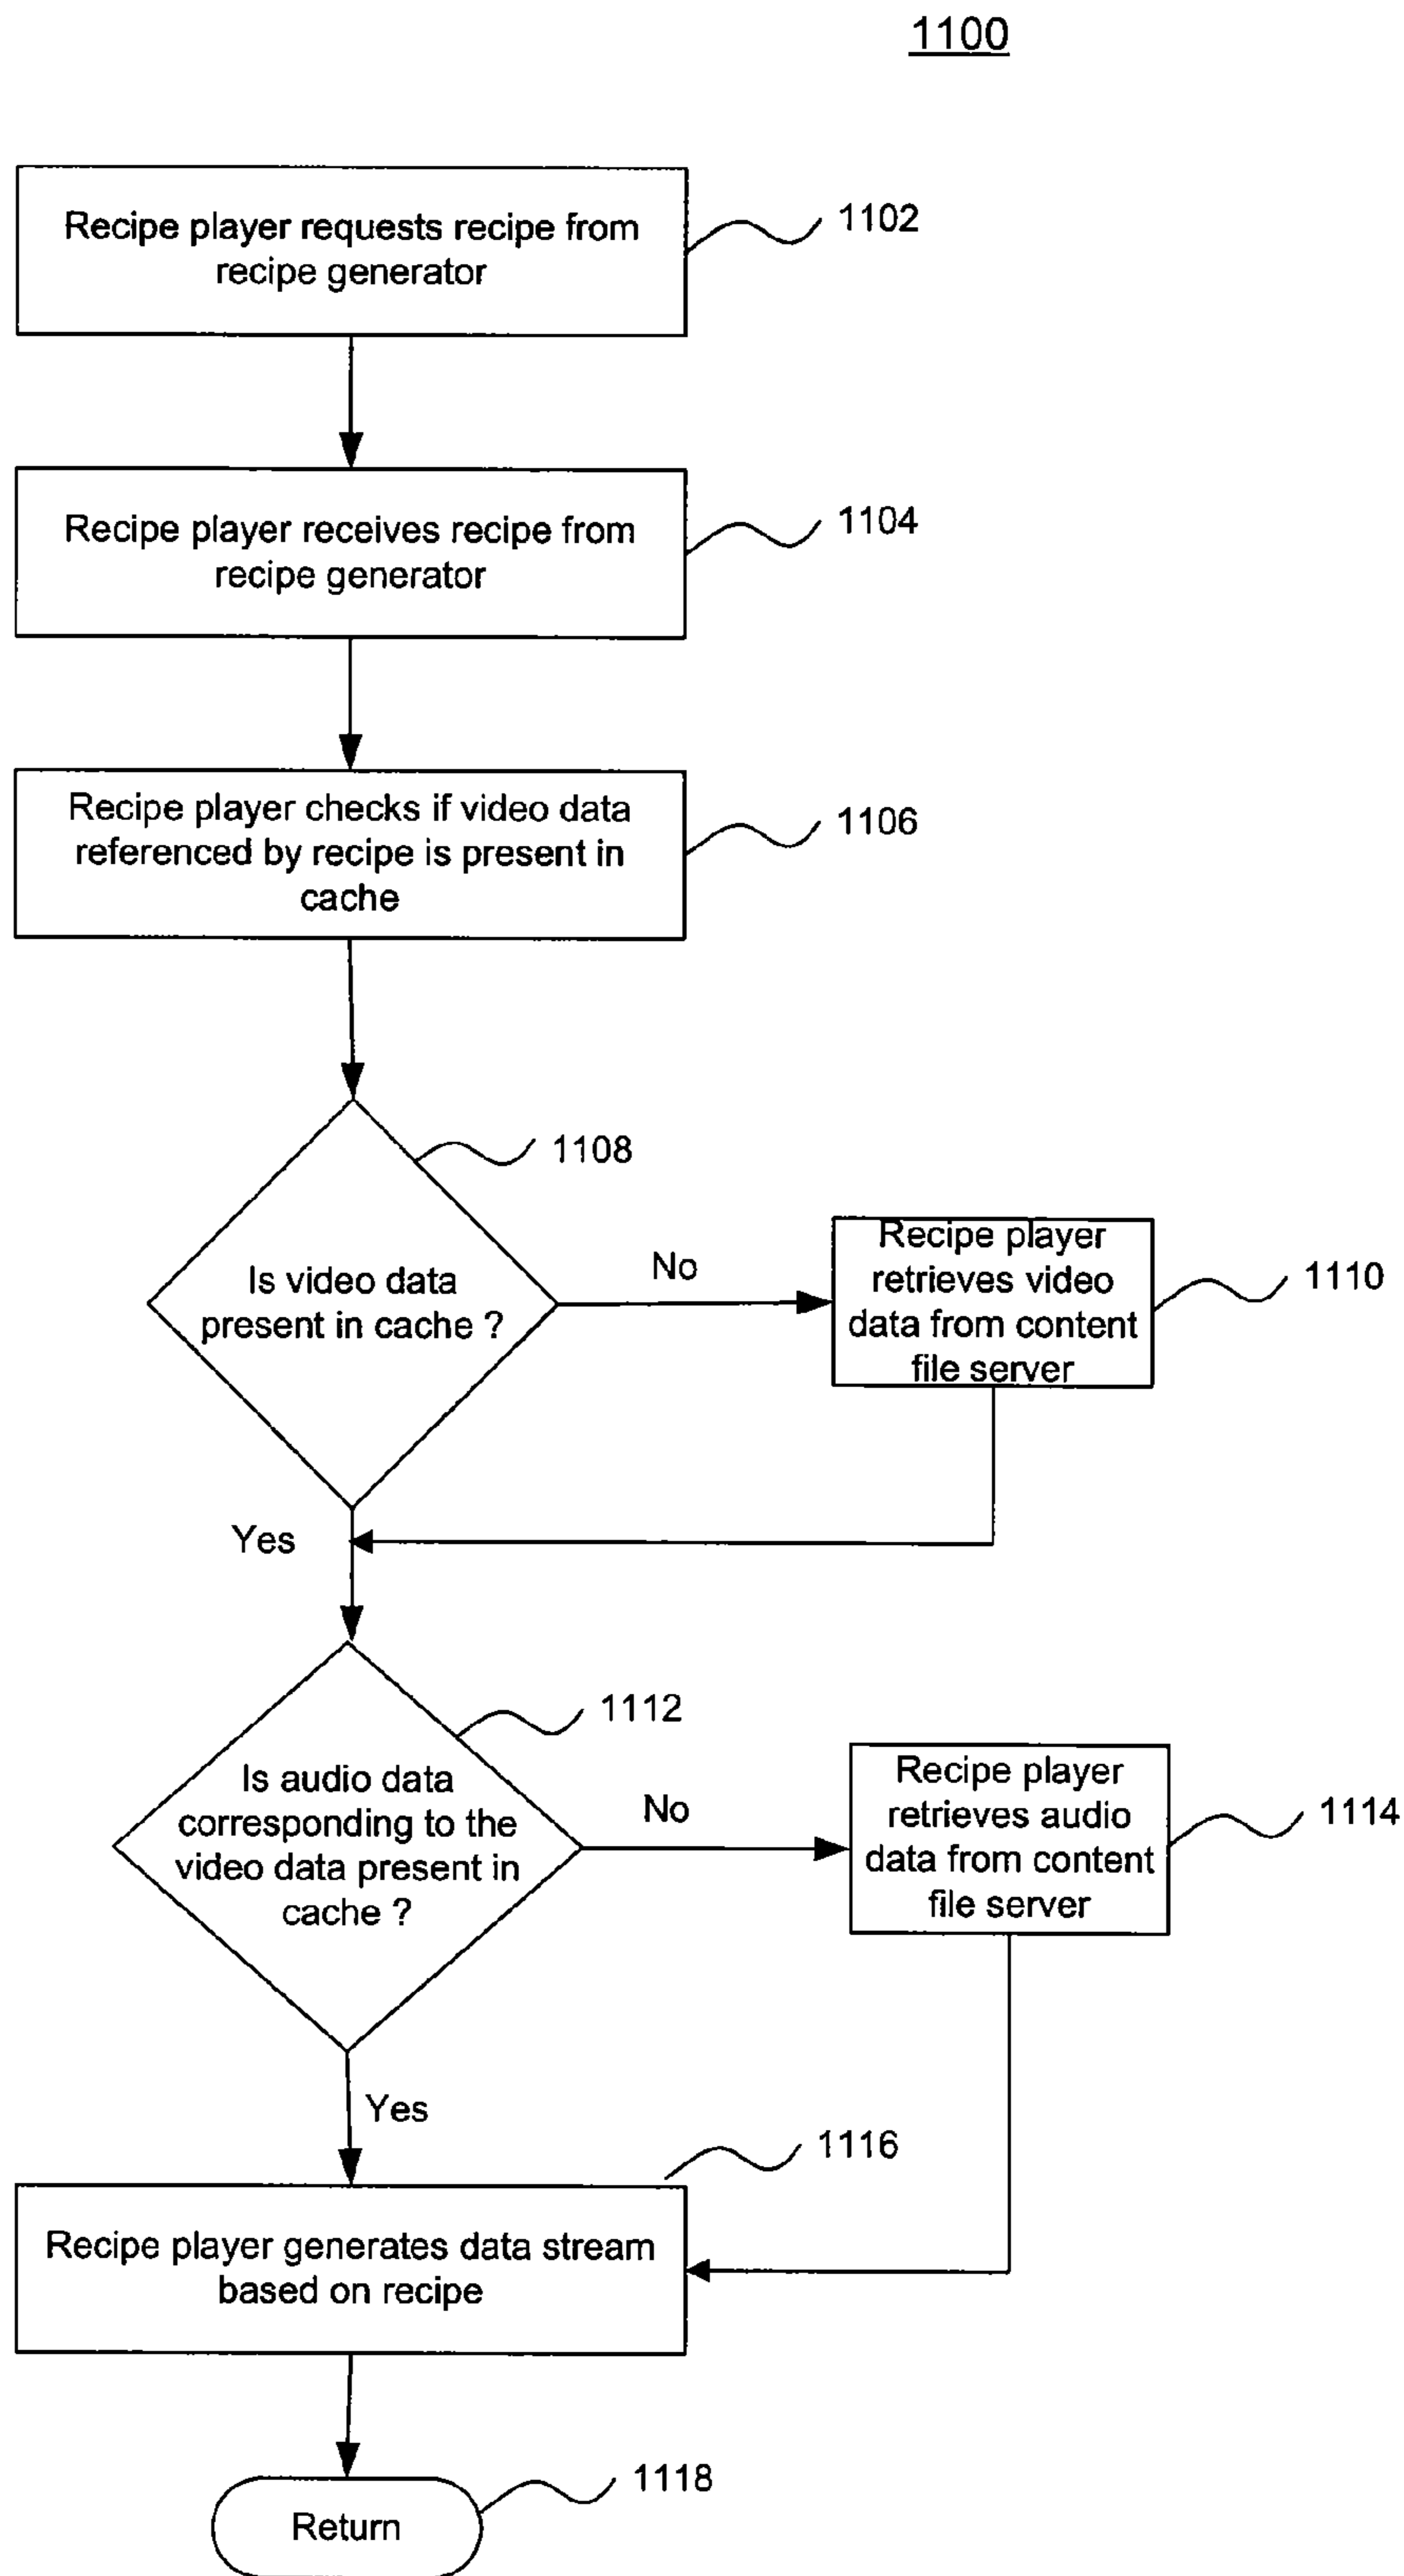 1100
Recipe player requests recipe from
recipe generator
1102
Recipe player receives recipe from
recipe generator
1104
Recipe player checks if video data
referenced by recipe is present in
cache
1106
1108
Is video data
present in cache ?
No
Recipe player
retrieves video
data from content
file server
1110
Yes
1112
Is audio data
corresponding to the
video data present in
cache ?
No
Recipe player
retrieves audio
data from content
file server
1114
Yes
1116
Recipe player generates data stream
based on recipe
Return
1118